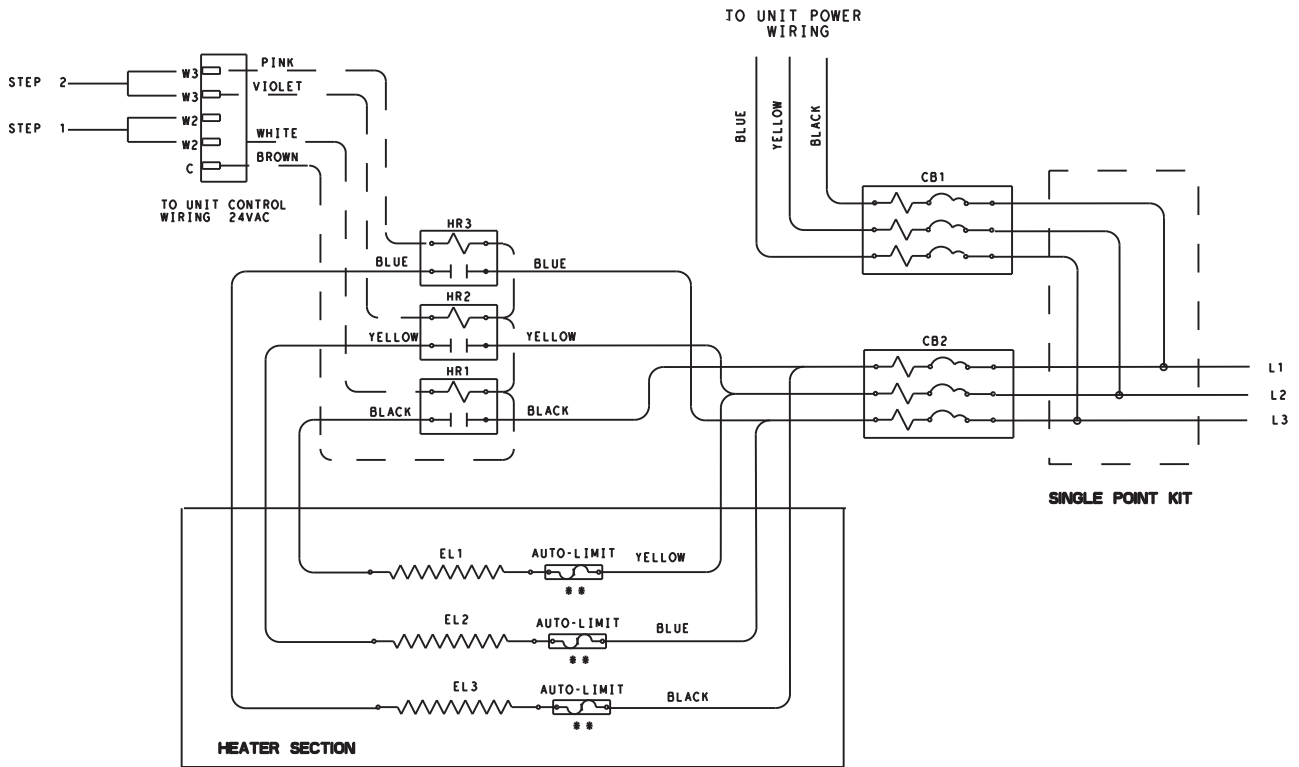 TO UNIT POWER
WIRING
STEP 2
STEP 1
W3
W3
W2
W2
C
PINK
VIOLET
WHITE
BROWN
TO UNIT CONTROL
WIRING 24VAC
BLUE
YELLOW
BLACK
CB1
HR3
BLUE
BLUE
HR2
YELLOW
YELLOW
HR1
BLACK
BLACK
CB2
L1
L2
L3
SINGLE POINT KIT
EL1
AUTO-LIMIT
YELLOW
**
EL2
AUTO-LIMIT
BLUE
**
EL3
AUTO-LIMIT
BLACK
**
HEATER SECTION